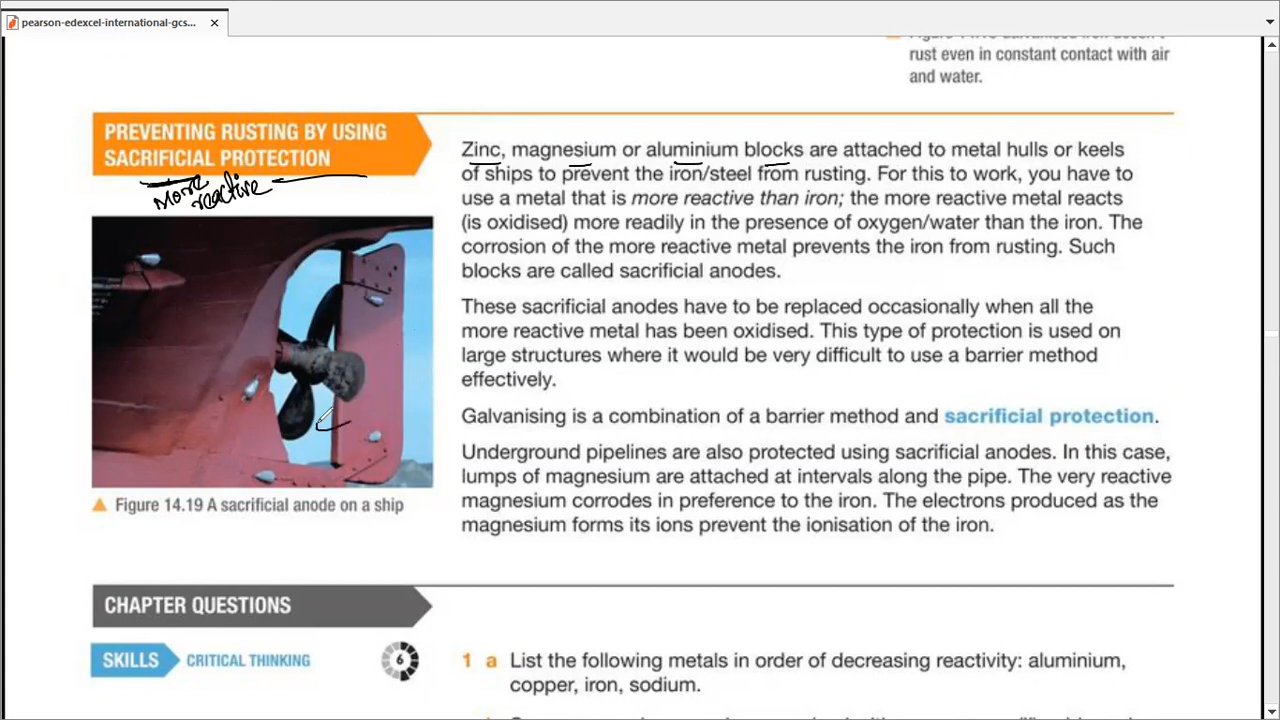 pearson-edexcel-international-gcs...
Figure 14.18 Galvanised iron doesn't
rust even in constant contact with air
and water.
PREVENTING RUSTING BY USING
SACRIFICIAL PROTECTION
more
reactive
Zinc, magnesium or aluminium blocks are attached to metal hulls or keels
of ships to prevent the iron/steel from rusting. For this to work, you have to
use a metal that is more reactive than iron; the more reactive metal reacts
(is oxidised) more readily in the presence of oxygen/water than the iron. The
corrosion of the more reactive metal prevents the iron from rusting. Such
blocks are called sacrificial anodes.
These sacrificial anodes have to be replaced occasionally when all the
more reactive metal has been oxidised. This type of protection is used on
large structures where it would be very difficult to use a barrier method
effectively.
Galvanising is a combination of a barrier method and sacrificial protection.
Underground pipelines are also protected using sacrificial anodes. In this case,
lumps of magnesium are attached at intervals along the pipe. The very reactive
magnesium corrodes in preference to the iron. The electrons produced as the
magnesium forms its ions prevent the ionisation of the iron.
Figure 14.19 A sacrificial anode on a ship
CHAPTER QUESTIONS
SKILLS CRITICAL THINKING
6
1 a List the following metals in order of decreasing reactivity: aluminium,
copper, iron, sodium.